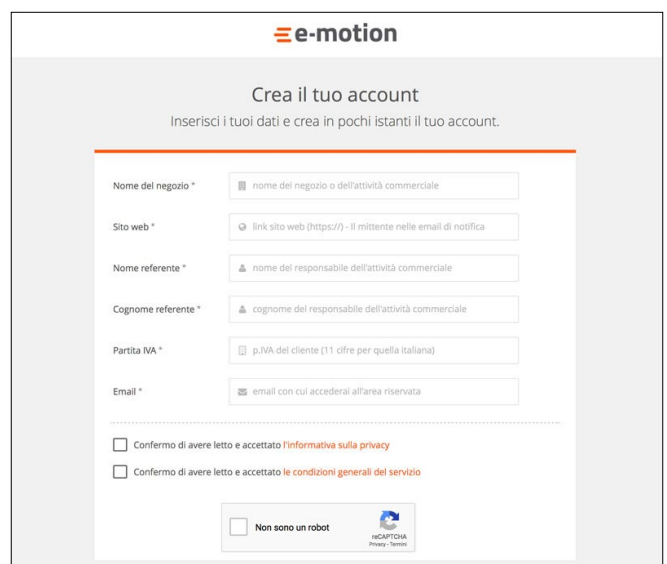 e-motion
Crea il tuo account
Inserisci i tuoi dati e crea in pochi istanti il tuo account.
Nome del negozio * nome del negozio o dell'attività commerciale
Sito web * link sito web (https://) - Il mittente nelle email di notifica
Nome referente * nome del responsabile dell'attività commerciale
Cognome referente * cognome del responsabile dell'attività commerciale
Partita IVA * p.IVA del cliente (11 cifre per quella italiana)
Email * email con cui accederai all'area riservata
Confermo di avere letto e accettato l'informativa sulla privacy
Confermo di avere letto e accettato le condizioni generali del servizio
Non sono un robot
reCAPTCHA
Privacy - Termini